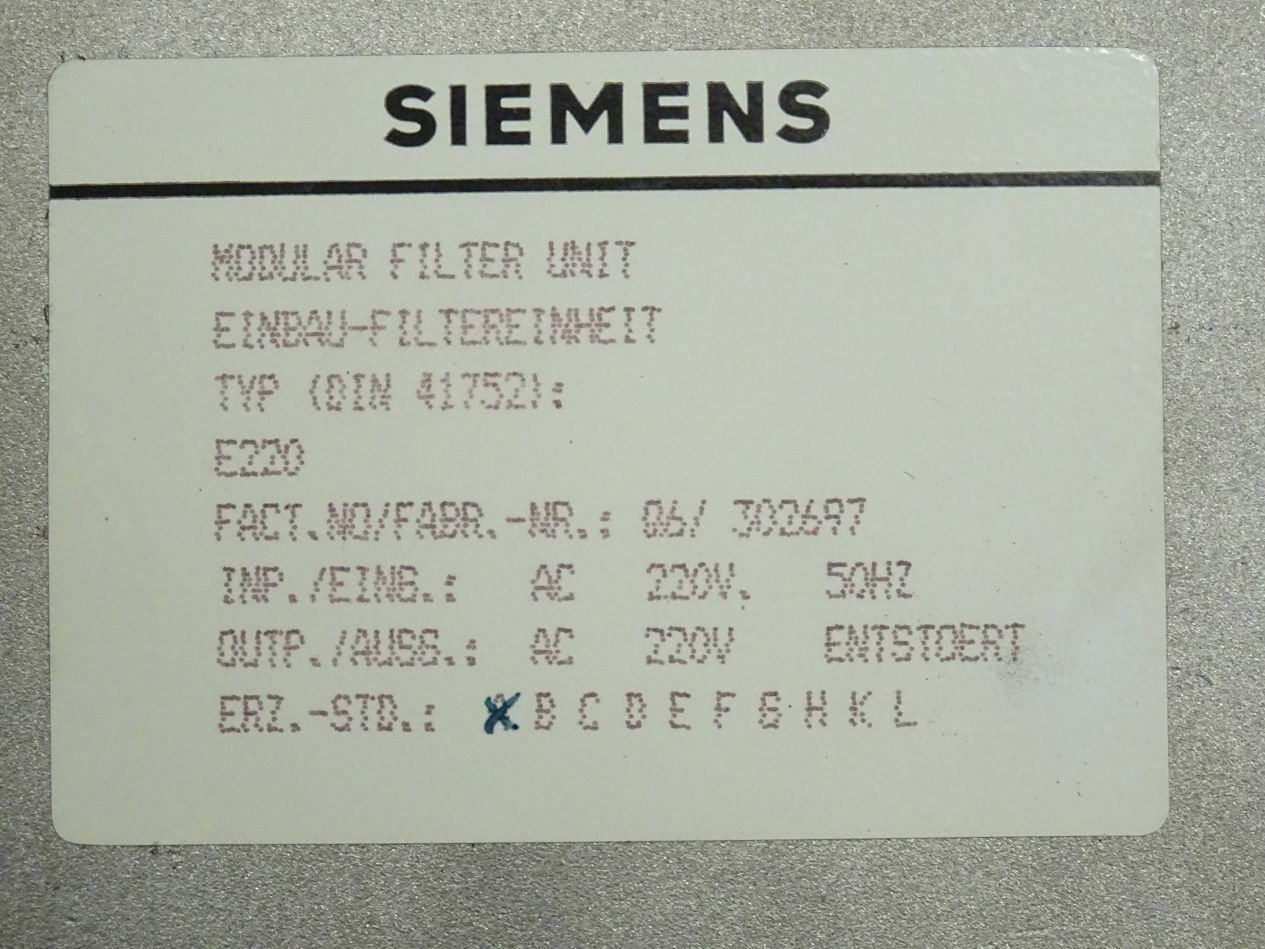 SIEMENS
MODULAR FILTER UNIT
EINBAU-FILTEREINHEIT
TYP (DIN 41752):
E220
FACT.NO/FABR.-NR.: Q6/ 302697
INP./EING.: AC 220V, 50HZ
OUTP./AUSG.: AC 220V ENTSTOERT
ERZ.-STD.: A B C D E F G H K L